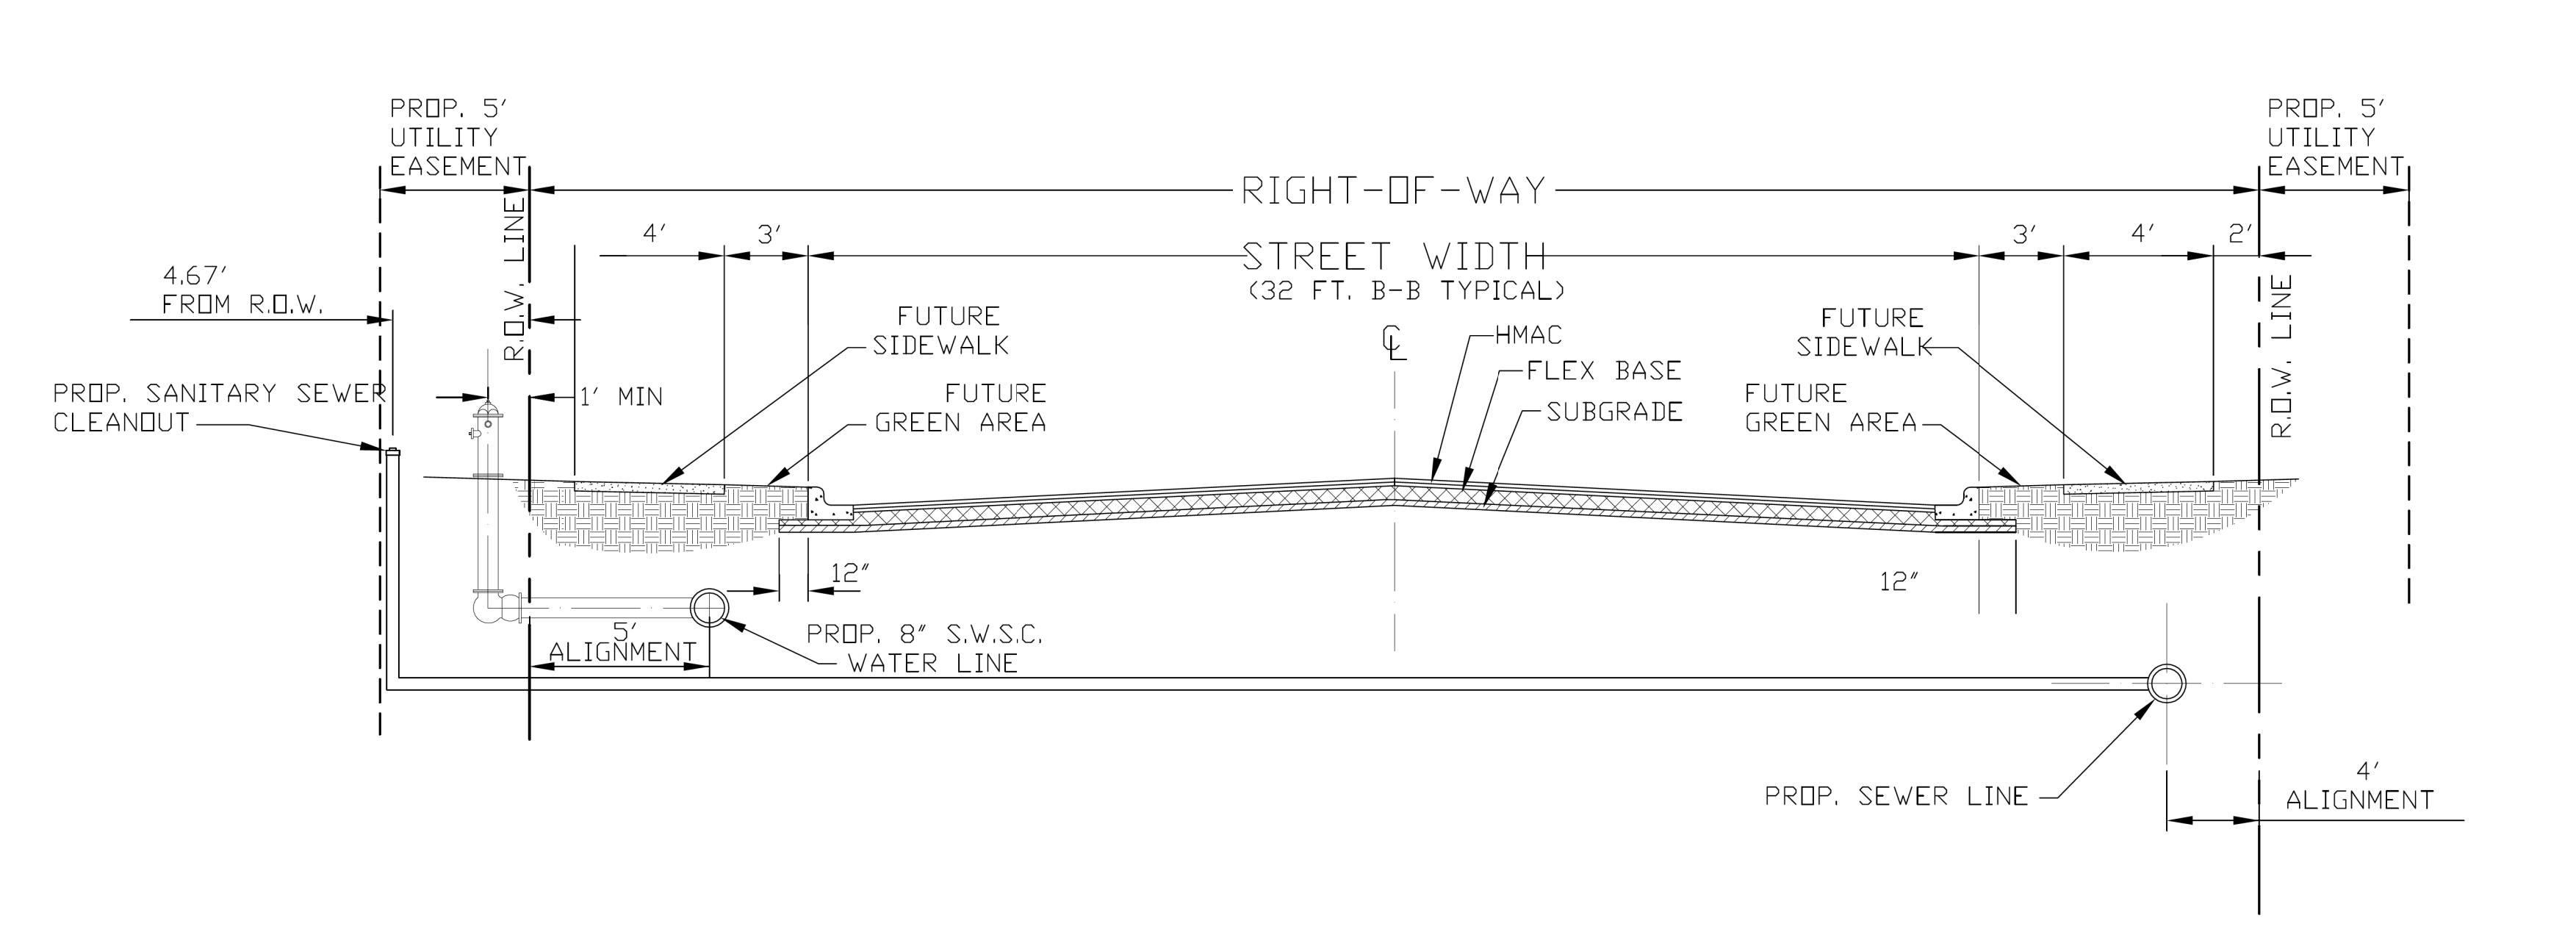 PROP. 5'
UTILITY
EASEMENT
PROP. 5'
UTILITY
EASEMENT
RIGHT-OF-WAY
R.O.W. LINE
4'
3'
STREET WIDTH
(32 FT. B-B TYPICAL)
3'
4'
2'
4.67'
FROM R.O.W.
R.O.W. LINE
FUTURE
SIDEWALK
CL
HMAC
FLEX BASE
SUBGRADE
FUTURE
SIDEWALK
PROP. SANITARY SEWER
CLEANOUT
1' MIN
FUTURE
GREEN AREA
FUTURE
GREEN AREA
12"
12"
5'
ALIGNMENT
PROP. 8" S.W.S.C.
WATER LINE
PROP. SEWER LINE
4'
ALIGNMENT